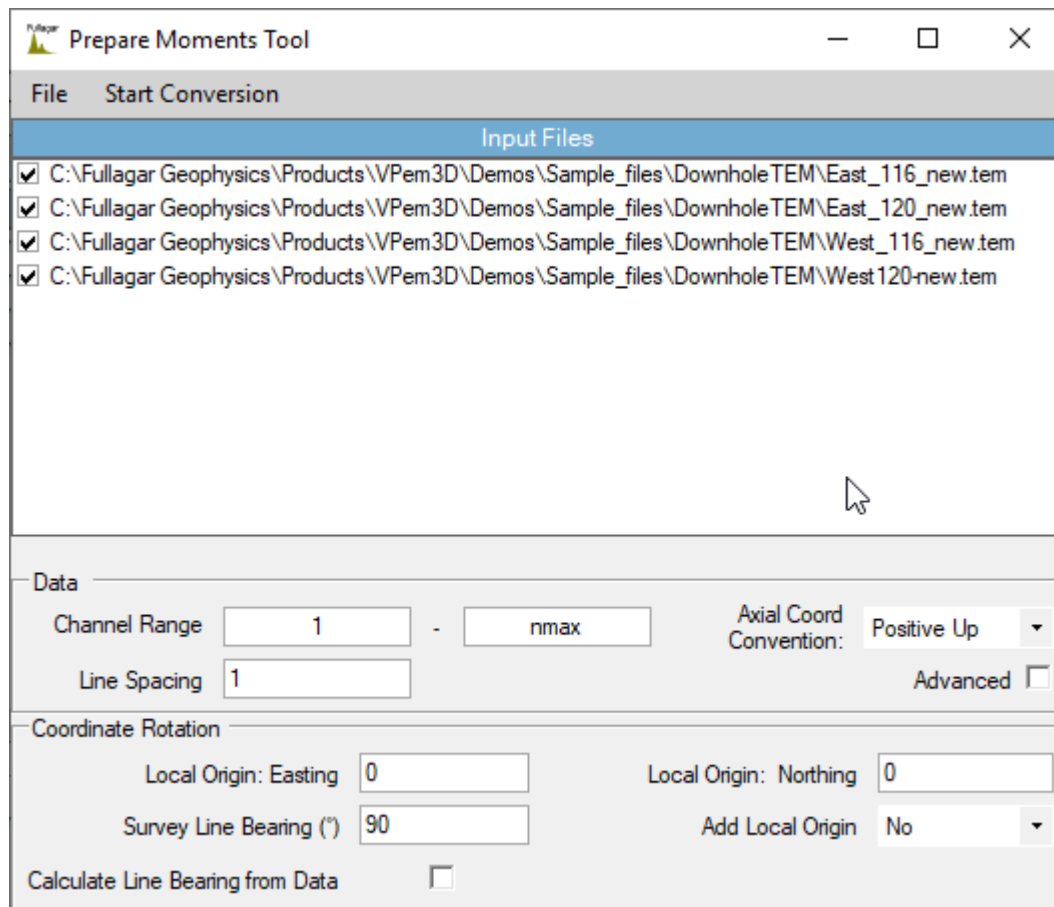 Fullagar
Prepare Moments Tool
File Start Conversion
Input Files
C:\Fullagar Geophysics\Products\VPem3D\Demos\Sample_files\DownholeTEM\East_116_new.tem
C:\Fullagar Geophysics\Products\VPem3D\Demos\Sample_files\DownholeTEM\East_120_new.tem
C:\Fullagar Geophysics\Products\VPem3D\Demos\Sample_files\DownholeTEM\West_116_new.tem
C:\Fullagar Geophysics\Products\VPem3D\Demos\Sample_files\DownholeTEM\West120-new.tem
Data
Channel Range 1 - nmax
Axial Coord
Convention: Positive Up
Line Spacing 1
Advanced
Coordinate Rotation
Local Origin: Easting 0 Local Origin: Northing 0
Survey Line Bearing (°) 90 Add Local Origin No
Calculate Line Bearing from Data